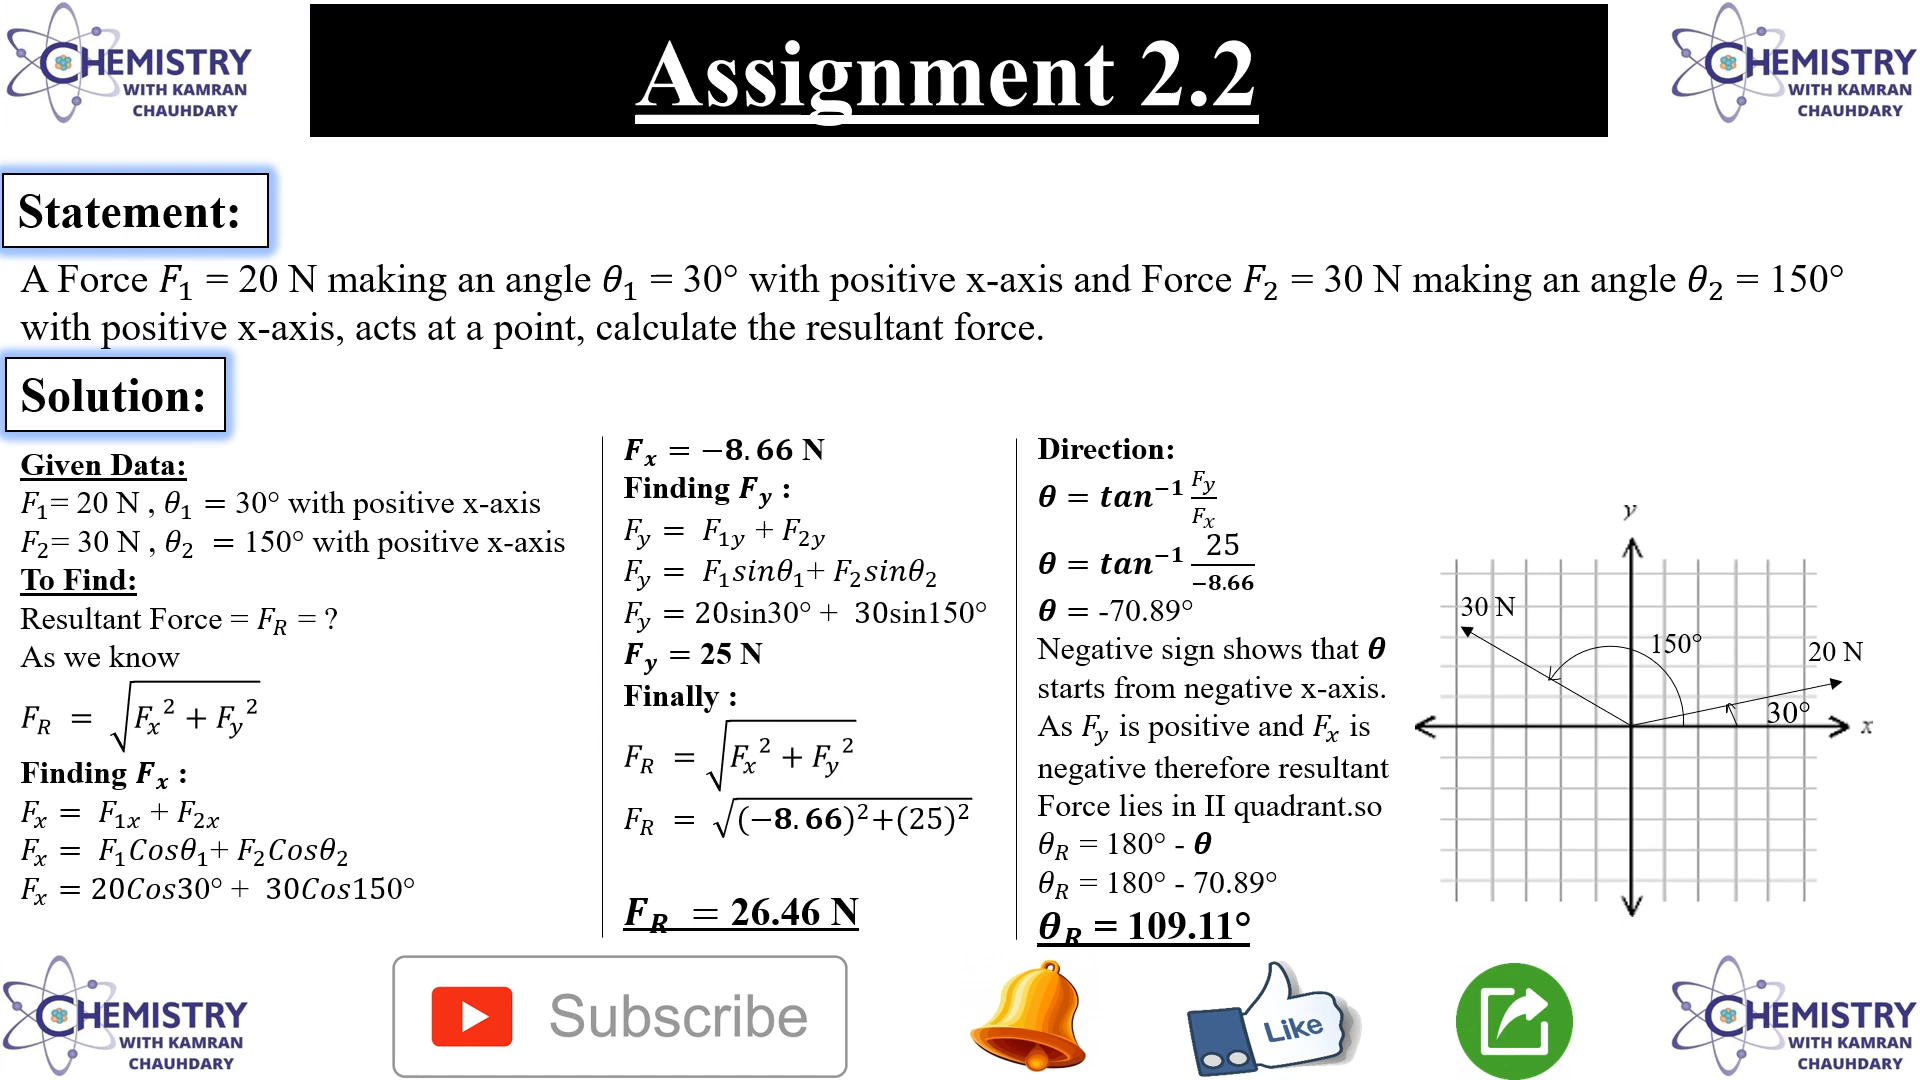 CHEMISTRY
WITH KAMRAN
CHAUHDARY
Assignment 2.2
CHEMISTRY
WITH KAMRAN
CHAUHDARY
Statement:
A Force F₁ = 20 N making an angle θ₁ = 30° with positive x-axis and Force F₂ = 30 N making an angle θ₂ = 150°
with positive x-axis, acts at a point, calculate the resultant force.
Solution:
Given Data:
F₁= 20 N , θ₁ = 30° with positive x-axis
F₂= 30 N , θ₂ = 150° with positive x-axis
To Find:
Resultant Force = F_R = ?
As we know
F_R = √(F_x² + F_y²)
Finding F_x :
F_x = F₁ₓ + F₂ₓ
F_x = F₁Cosθ₁+ F₂Cosθ₂
F_x = 20Cos30° + 30Cos150°
F_x = −8.66 N
Finding F_y :
F_y = F_1y + F_2y
F_y = F₁sinθ₁+ F₂sinθ₂
F_y = 20sin30° + 30sin150°
F_y = 25 N
Finally :
F_R = √(F_x² + F_y²)
F_R = √((−8.66)²+(25)²)
F_R = 26.46 N
Direction:
θ = tan⁻¹ F_y/F_x
θ = tan⁻¹ 25/−8.66
θ = -70.89°
Negative sign shows that θ
starts from negative x-axis.
As F_y is positive and F_x is
negative therefore resultant
Force lies in II quadrant.so
θ_R = 180° - θ
θ_R = 180° - 70.89°
θ_R = 109.11°
y
30 N
150°
20 N
30°
x
CHEMISTRY
WITH KAMRAN
CHAUHDARY
Subscribe
Like
CHEMISTRY
WITH KAMRAN
CHAUHDARY